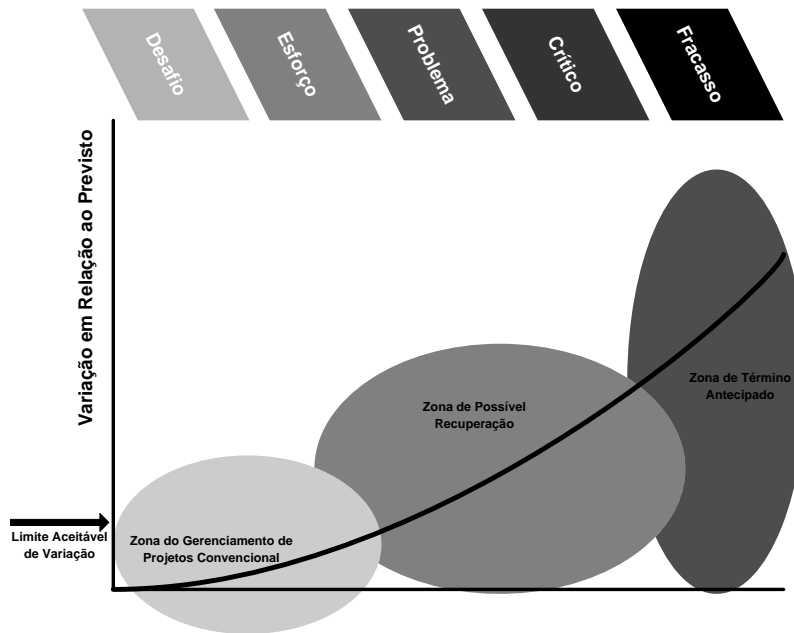 Desafio
Esforço
Problema
Crítico
Fracasso
Variação em Relação ao Previsto
Zona de Término
Antecipado
Zona de Possível
Recuperação
Limite Aceitável
de Variação
Zona do Gerenciamento de
Projetos Convencional